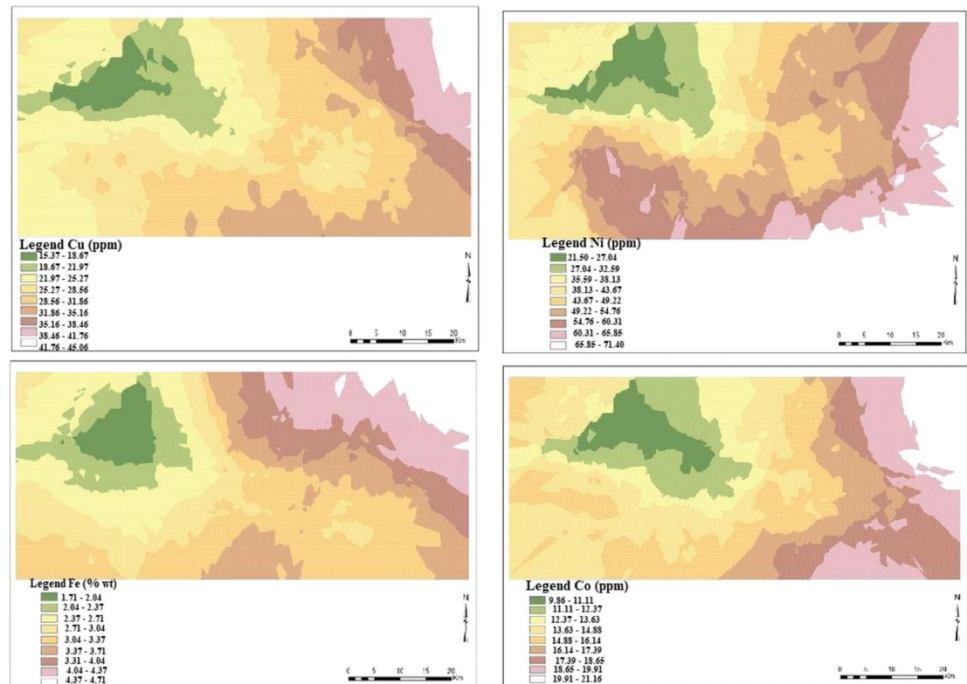 Legend Cu (ppm)
15.37 - 18.67
18.67 - 21.97
21.97 - 25.27
25.27 - 28.56
28.56 - 31.86
31.86 - 35.16
35.16 - 38.46
38.46 - 41.76
41.76 - 45.06
N
0 5 10 15 20
Km
Legend Ni (ppm)
21.50 - 27.04
27.04 - 32.59
35.59 - 38.13
38.13 - 43.67
43.67 - 49.22
49.22 - 54.76
54.76 - 60.31
60.31 - 65.85
65.85 - 71.40
N
0 5 10 15 20
Km
Legend Fe (% wt)
1.71 - 2.04
2.04 - 2.37
2.37 - 2.71
2.71 - 3.04
3.04 - 3.37
3.37 - 3.71
3.31 - 4.04
4.04 - 4.37
4.37 - 4.71
N
0 5 10 15 20
Km
Legend Co (ppm)
9.86 - 11.11
11.11 - 12.37
12.37 - 13.63
13.63 - 14.88
14.88 - 16.14
16.14 - 17.39
17.39 - 18.65
18.65 - 19.91
19.91 - 21.16
N
0 5 10 15 20
Km